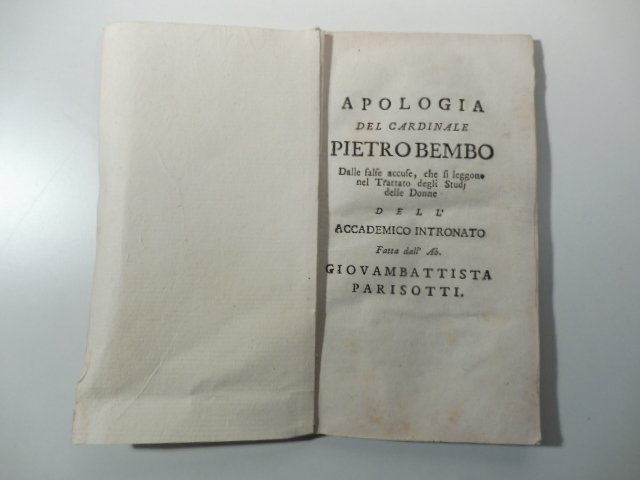 APOLOGIA
DEL CARDINALE
PIETRO BEMBO
Dalle falſe accuſe, che ſi leggono
nel Trattato degli Studj
delle Donne
DELL'
ACCADEMICO INTRONATO
Fatta dall' Ab.
GIOVAMBATTISTA
PARISOTTI.